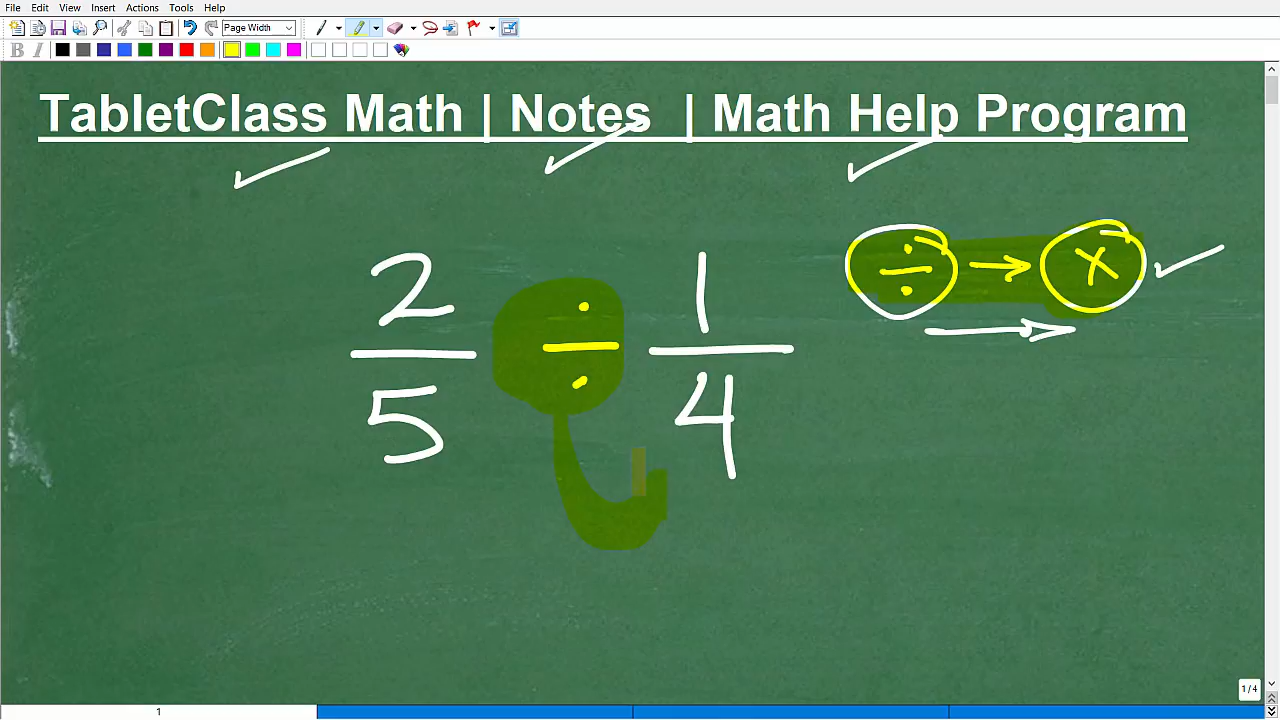 File Edit View Insert Actions Tools Help
Page Width
B I
TabletClass Math | Notes | Math Help Program
2/5 ÷ 1/4
÷ → ×
1/4
1